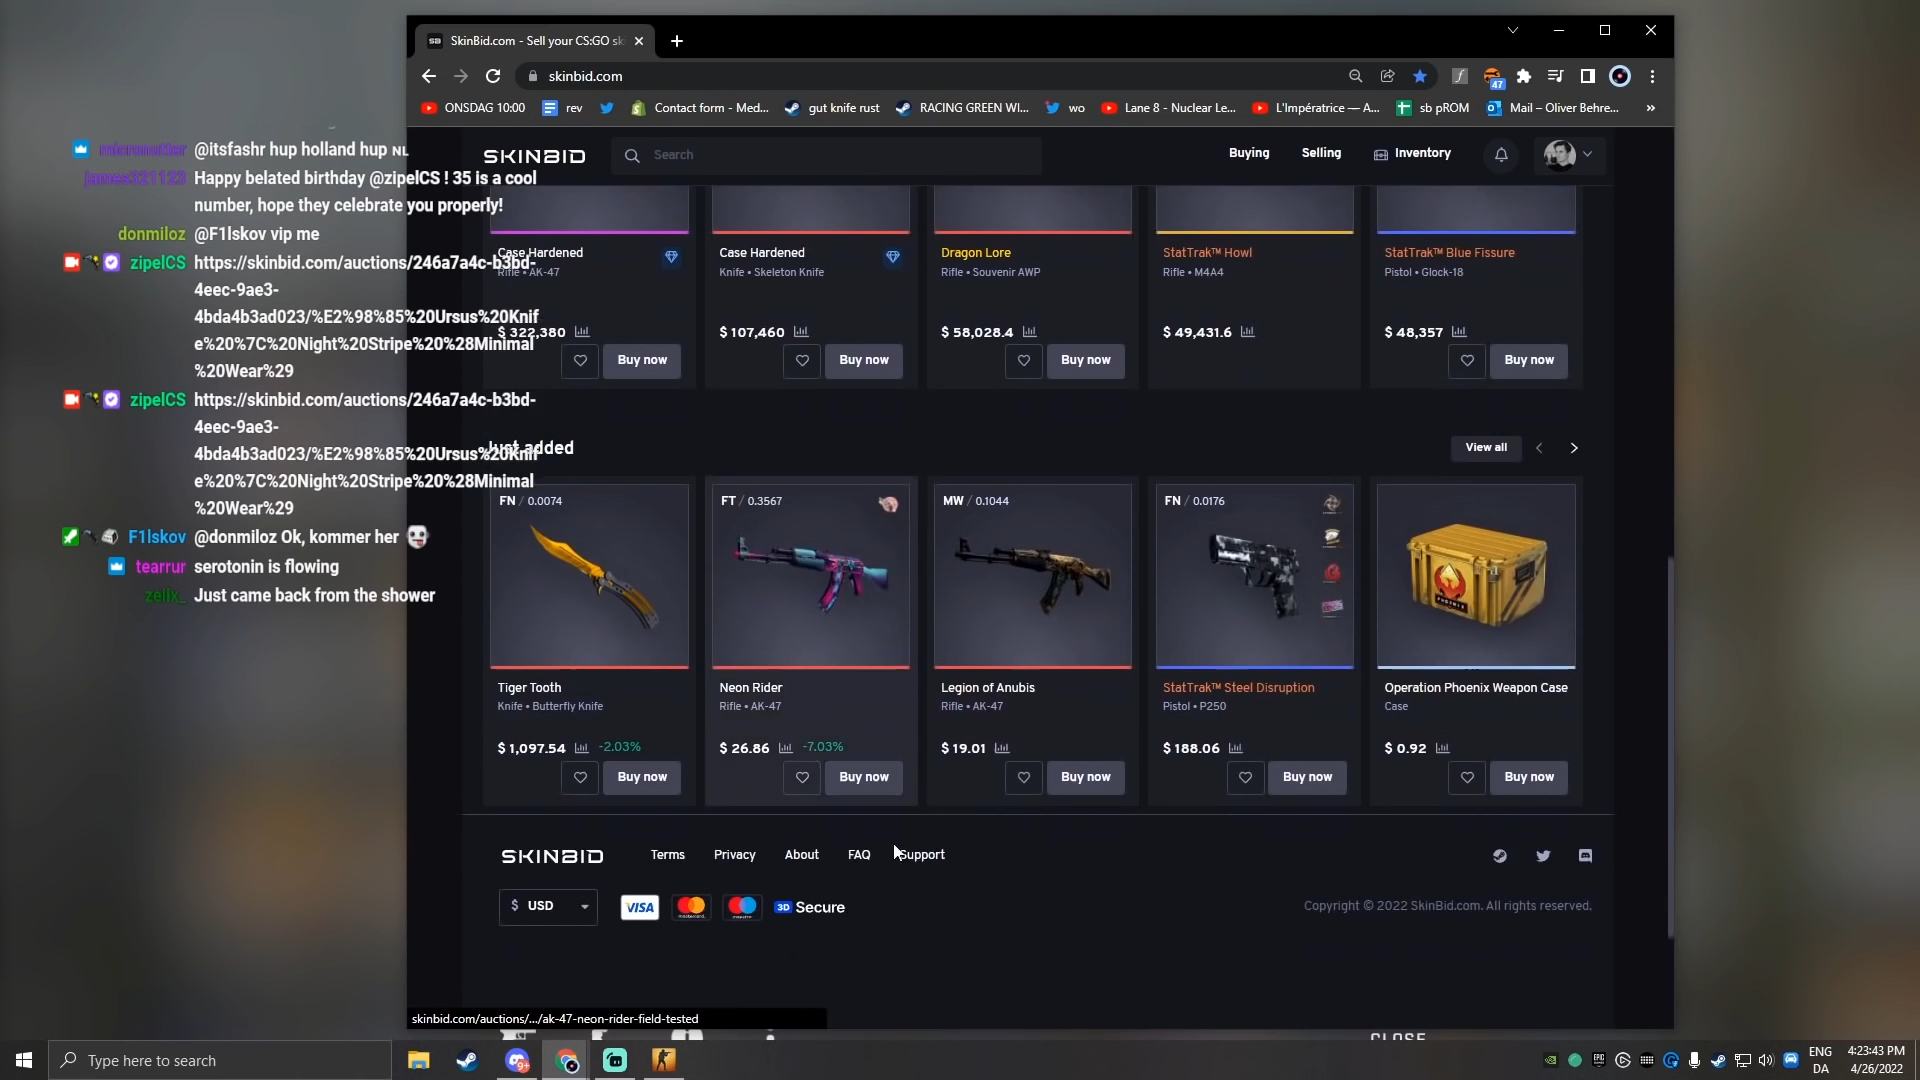 SkinBid.com - Sell your CS:GO sk
skinbid.com
47
ONSDAG 10:00
rev
Contact form - Med...
gut knife rust
RACING GREEN WI...
wo
Lane 8 - Nuclear Le...
L'Impératrice — A...
sb pROM
Mail – Oliver Behre...
»
SKINBID
Search
Buying
Selling
Inventory
@itsfashr hup holland hup NL
james321123 Happy belated birthday @zipelCS ! 35 is a cool
number, hope they celebrate you properly!
donmiloz @F1lskov vip me
zipelCS https://skinbid.com/auctions/246a7a4c-b3bd-
4eec-9ae3-
4bda4b3ad023/%E2%98%85%20Ursus%20Knif
e%20%7C%20Night%20Stripe%20%28Minimal
%20Wear%29
zipelCS https://skinbid.com/auctions/246a7a4c-b3bd-
4eec-9ae3-
4bda4b3ad023/%E2%98%85%20Ursus%20Knif
e%20%7C%20Night%20Stripe%20%28Minimal
%20Wear%29
F1lskov @donmiloz Ok, kommer her
tearrur serotonin is flowing
Just came back from the shower
Case Hardened
Rifle • AK-47
$ 322,380
Buy now
Case Hardened
Knife • Skeleton Knife
$ 107,460
Buy now
Dragon Lore
Rifle • Souvenir AWP
$ 58,028.4
Buy now
StatTrak™ Howl
Rifle • M4A4
$ 49,431.6
StatTrak™ Blue Fissure
Pistol • Glock-18
$ 48,357
Buy now
Just added
View all
FN / 0.0074
Tiger Tooth
Knife • Butterfly Knife
$ 1,097.54 -2.03%
Buy now
FT / 0.3567
Neon Rider
Rifle • AK-47
$ 26.86 -7.03%
Buy now
MW / 0.1044
Legion of Anubis
Rifle • AK-47
$ 19.01
Buy now
FN / 0.0176
StatTrak™ Steel Disruption
Pistol • P250
$ 188.06
Buy now
PHOENIX
Operation Phoenix Weapon Case
Case
$ 0.92
Buy now
SKINBID
Terms
Privacy
About
FAQ
Support
$ USD
VISA
3D Secure
Copyright © 2022 SkinBid.com. All rights reserved.
skinbid.com/auctions/.../ak-47-neon-rider-field-tested
Type here to search
9+
ENG
DA
4:23:43 PM
4/26/2022